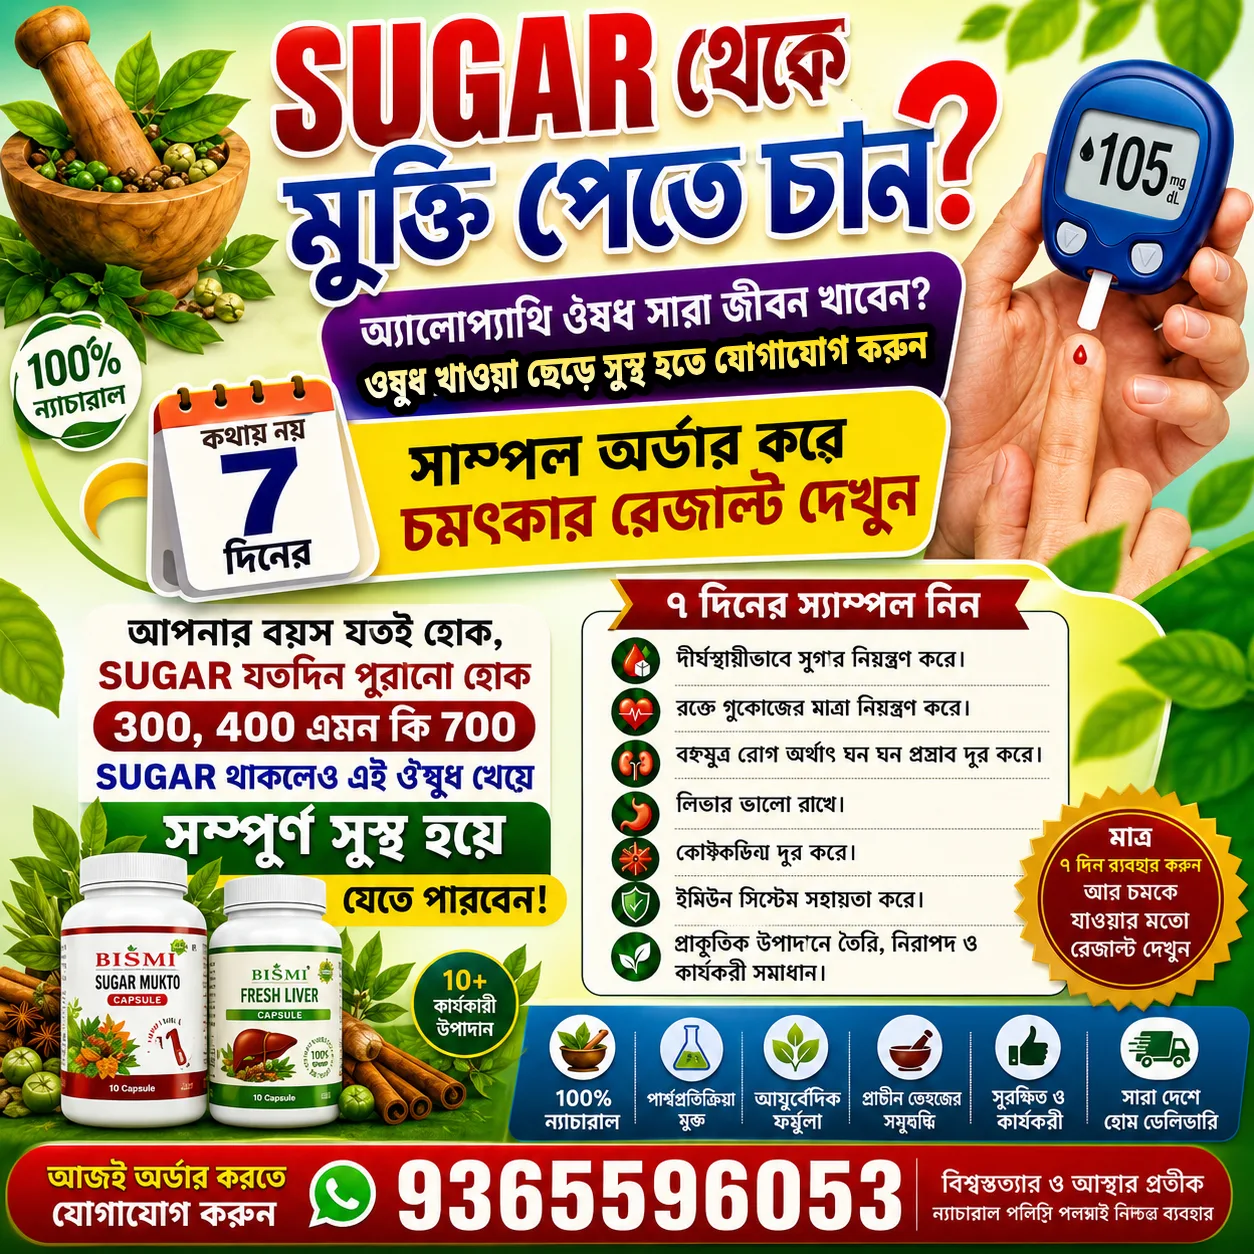 SUGAR থেকে
মুক্তি পেতে চান?
105 mg dL
অ্যালোপ্যাথি ঔষধ সারা জীবন খাবেন?
ওষুধ খাওয়া ছেড়ে সুস্থ হতে যোগাযোগ করুন
100%
ন্যাচারাল
কথায় নয়
7
দিনের
সাম্পল অর্ডার করে
চমৎকার রেজাল্ট দেখুন
আপনার বয়স যতই হোক,
SUGAR যতদিন পুরানো হোক
300, 400 এমন কি 700
SUGAR থাকলেও এই ঔষুধ খেয়ে
সম্পুর্ণ সুস্থ হয়ে
যেতে পারবেন!
৭ দিনের স্যাম্পল নিন
দীর্ঘস্থায়ীভাবে সুগার নিয়ন্ত্রণ করে।
রক্তে গ্লুকোজের মাত্রা নিয়ন্ত্রণ করে।
রোগ অর্থাৎ ঘন ঘন প্রস্রাব দুর করে।
লিভার ভালো রাখে।
দুর করে।
ইমিউন সিস্টেম সহায়তা করে।
প্রাকৃতিক উপাদানে তৈরি, নিরাপদ ও
কার্যকরী সমাধান।
মাত্র
৭ দিন ব্যবহার করুন
আর চমকে
যাওয়ার মতো
রেজাল্ট দেখুন
BISMI
SUGAR MUKTO
CAPSULE
10 Capsule
BISMI
FRESH LIVER
CAPSULE
100%
10 Capsule
10+
কার্যকারী
উপাদান
100%
ন্যাচারাল
পার্শ্বপ্রতিক্রিয়া
মুক্ত
আয়ুর্বেদিক
ফর্মুলা
প্রাচীন
সুরক্ষিত ও
কার্যকরী
সারা দেশে
হোম ডেলিভারি
আজই অর্ডার করতে
যোগাযোগ করুন
9365596053
বিশ্বস্তত্যার ও আস্থার প্রতীক
ন্যাচারাল ব্যবহার